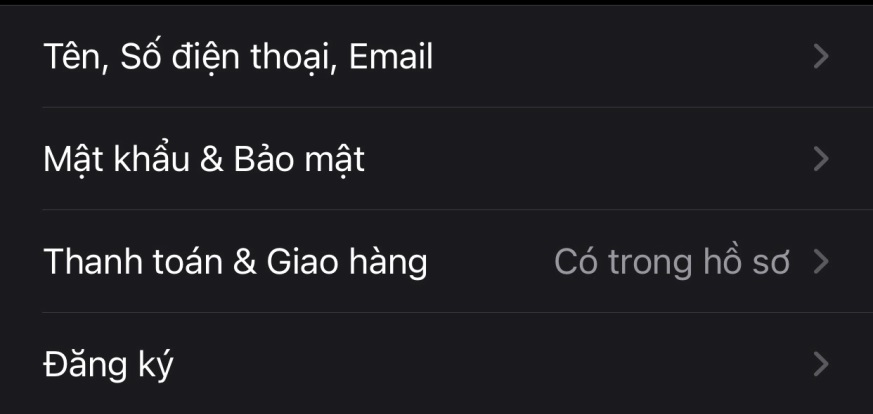 Tên, Số điện thoại, Email
Mật khẩu & Bảo mật
Thanh toán & Giao hàng Có trong hồ sơ
Đăng ký